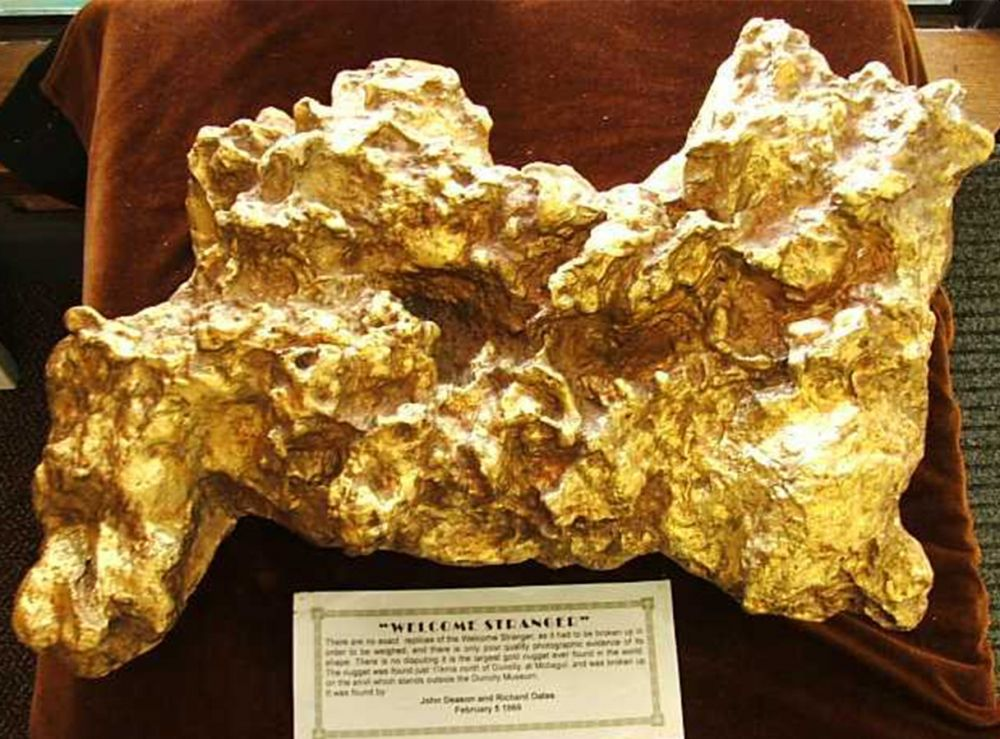 "WELCOME STRANGER"
There are no exact replicas of the Welcome Stranger, as it had to be broken up in
order to be weighed, and there is only poor quality photographic evidence of its
shape. There is no disputing it is the largest gold nugget ever found in the world.
The nugget was found just 11kms north of Dunolly, at Moliagul, and was broken up
on the anvil which stands outside the Dunolly Museum.
It was found by
John Deason and Richard Oates
February 5 1869